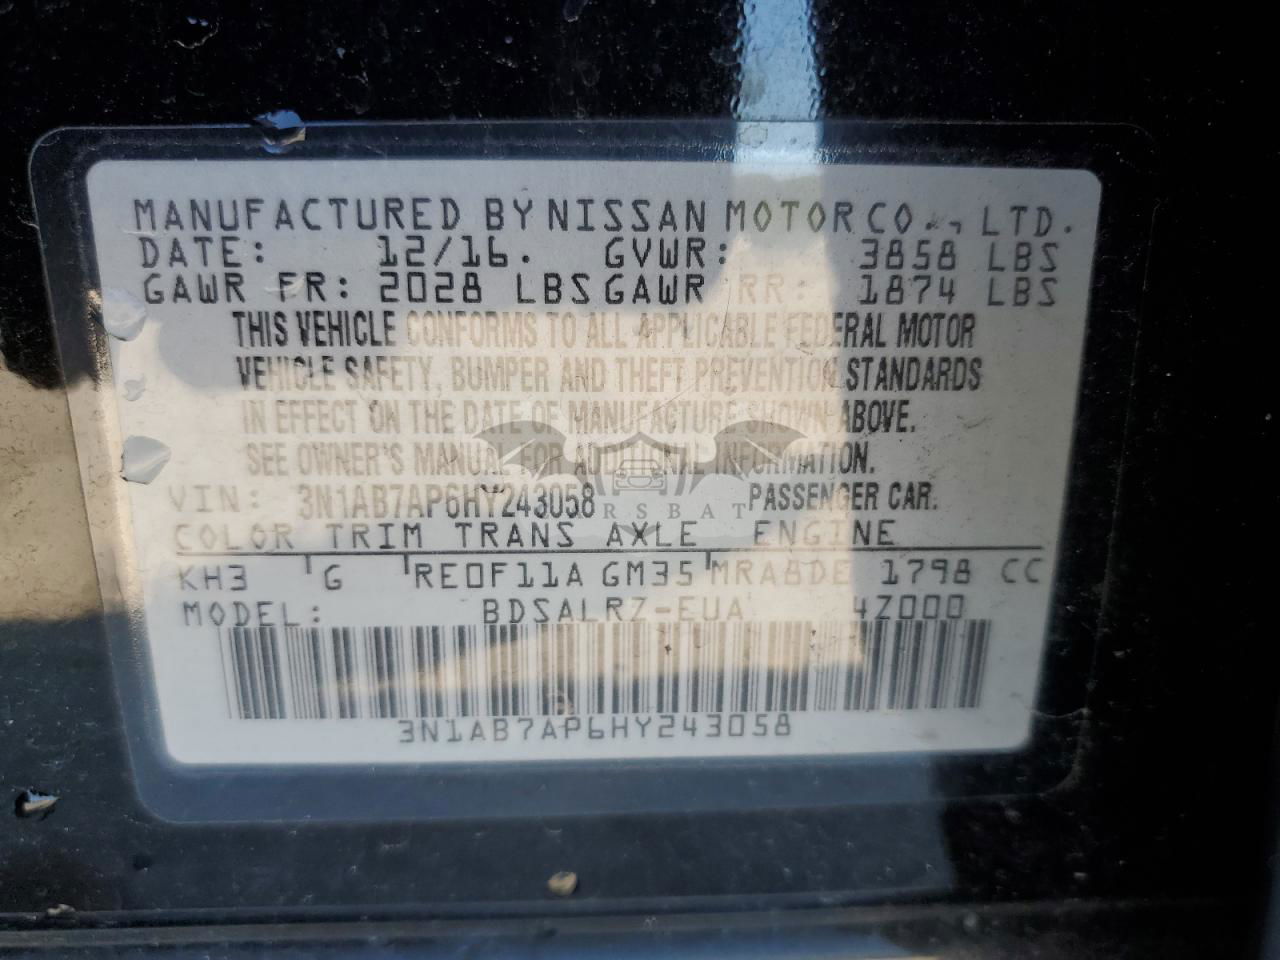 MANUFACTURED BY NISSAN MOTOR CO., LTD.
DATE: 12/16. GVWR: 3858 LBS
GAWR FR: 2028 LBS GAWR RR: 1874 LBS
THIS VEHICLE CONFORMS TO ALL APPLICABLE FEDERAL MOTOR
VEHICLE SAFETY, BUMPER AND THEFT PREVENTION STANDARDS
IN EFFECT ON THE DATE OF MANUFACTURE SHOWN ABOVE.
SEE OWNER'S MANUAL FOR ADDITIONAL INFORMATION.
VIN: 3N1AB7AP6HY243058 PASSENGER CAR.
COLOR TRIM TRANS AXLE ENGINE
KH3 G RE0F11A GM35 MRA8DE 1798 CC
MODEL: BDSALRZ-EUA 4Z000
3N1AB7AP6HY243058